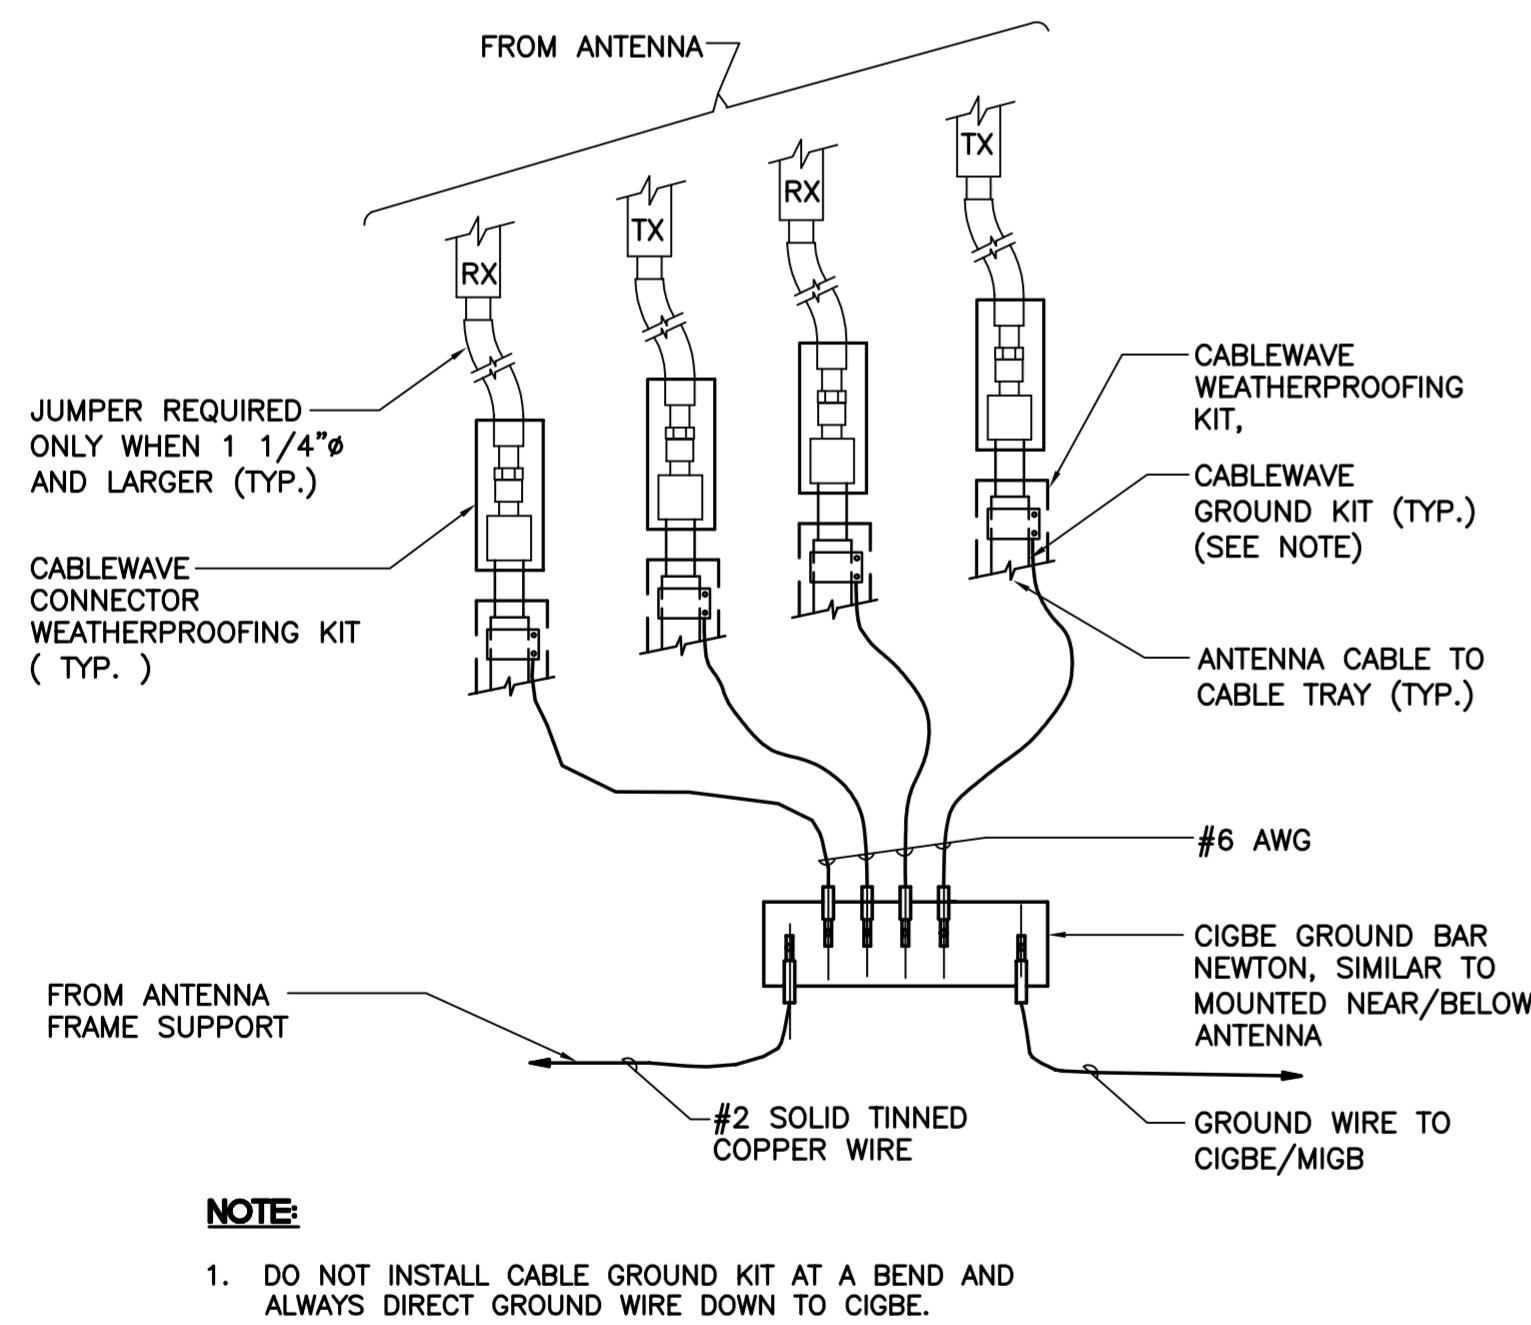 FROM ANTENNA
TX
RX
TX
RX
JUMPER REQUIRED
ONLY WHEN 1 1/4"ø
AND LARGER (TYP.)
CABLEWAVE
WEATHERPROOFING
KIT,
CABLEWAVE
GROUND KIT (TYP.)
(SEE NOTE)
CABLEWAVE
CONNECTOR
WEATHERPROOFING KIT
( TYP. )
ANTENNA CABLE TO
CABLE TRAY (TYP.)
#6 AWG
CIGBE GROUND BAR
NEWTON, SIMILAR TO
MOUNTED NEAR/BELOW
ANTENNA
FROM ANTENNA
FRAME SUPPORT
#2 SOLID TINNED
COPPER WIRE
GROUND WIRE TO
CIGBE/MIGB
NOTE:
1. DO NOT INSTALL CABLE GROUND KIT AT A BEND AND
ALWAYS DIRECT GROUND WIRE DOWN TO CIGBE.